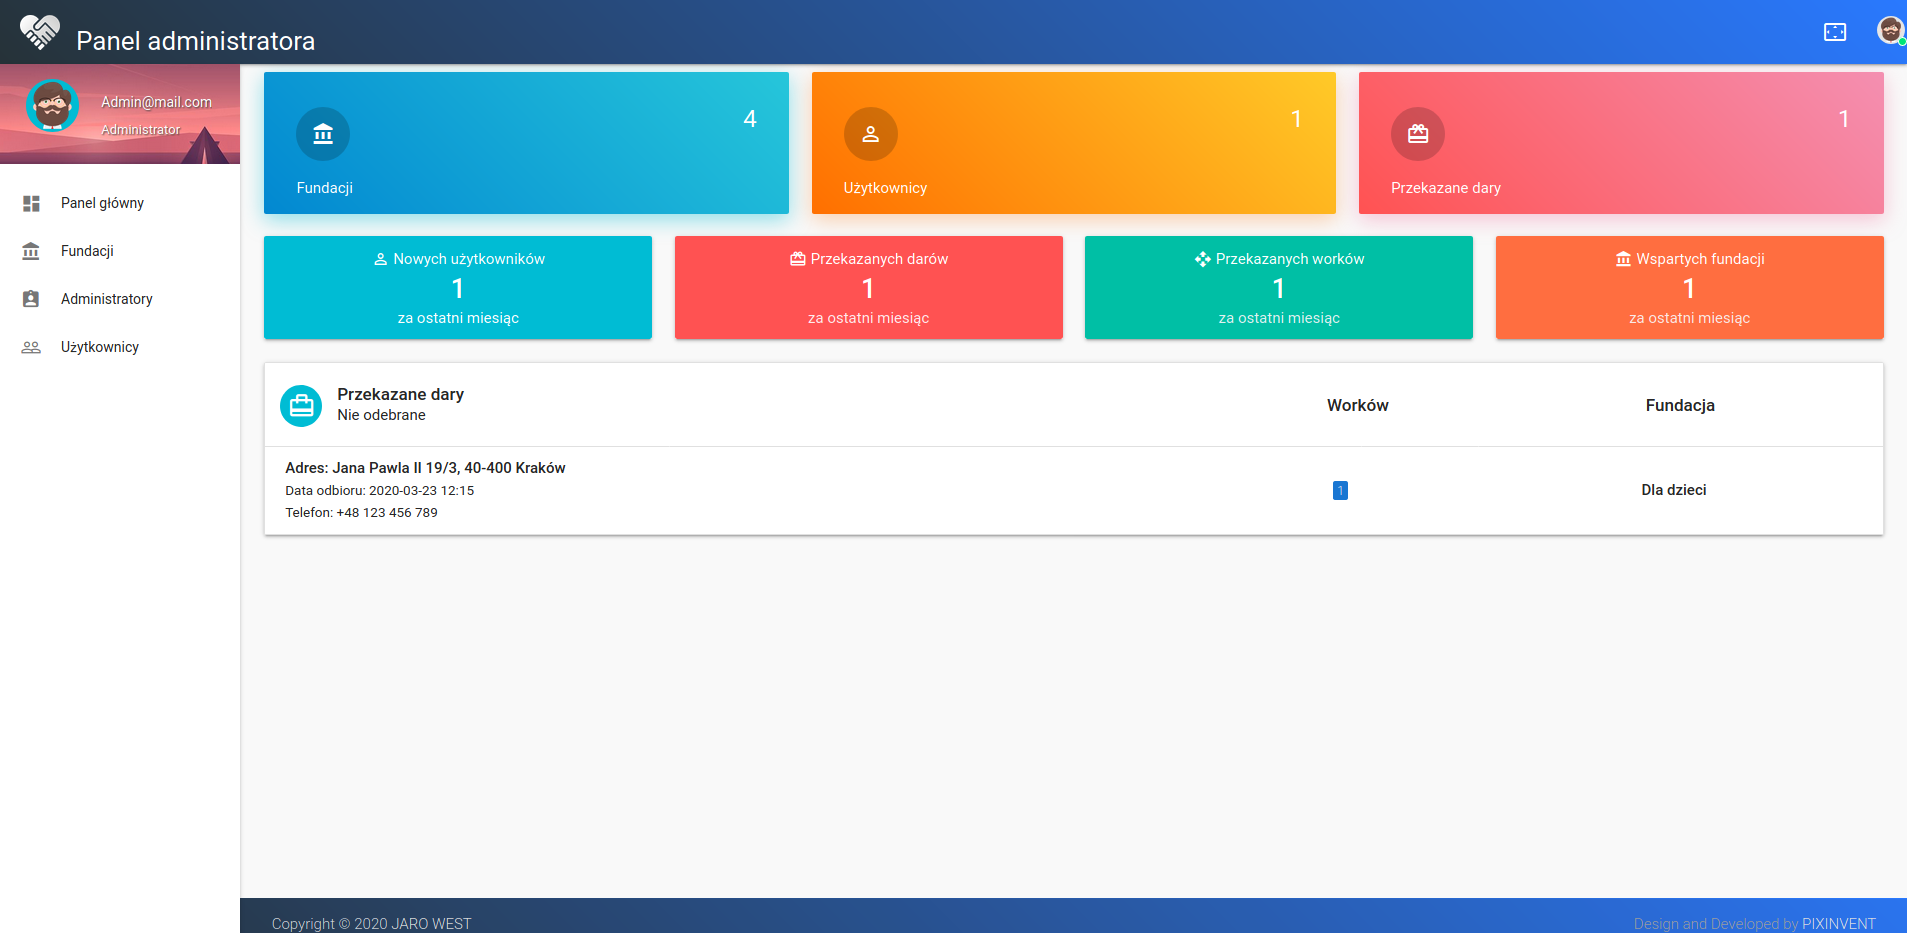 Panel administratora
Admin@mail.com
Administrator
Panel główny
Fundacji
Administratory
Użytkownicy
4
Fundacji
1
Użytkownicy
1
Przekazane dary
Nowych użytkowników
1
za ostatni miesiąc
Przekazanych darów
1
za ostatni miesiąc
Przekazanych worków
1
za ostatni miesiąc
Wspartych fundacji
1
za ostatni miesiąc
Przekazane dary
Nie odebrane
Worków
Fundacja
Adres: Jana Pawla II 19/3, 40-400 Kraków
Data odbioru: 2020-03-23 12:15
Telefon: +48 123 456 789
1
Dla dzieci
Copyright © 2020 JARO WEST
Design and Developed by PIXINVENT